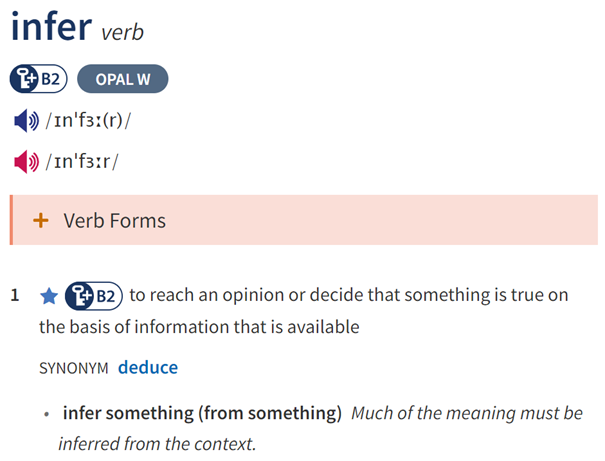 infer verb
B2 OPAL W
/ɪnˈfɜː(r)/
/ɪnˈfɜːr/
+ Verb Forms
1 B2 to reach an opinion or decide that something is true on
the basis of information that is available
SYNONYM deduce
• infer something (from something) Much of the meaning must be
inferred from the context.